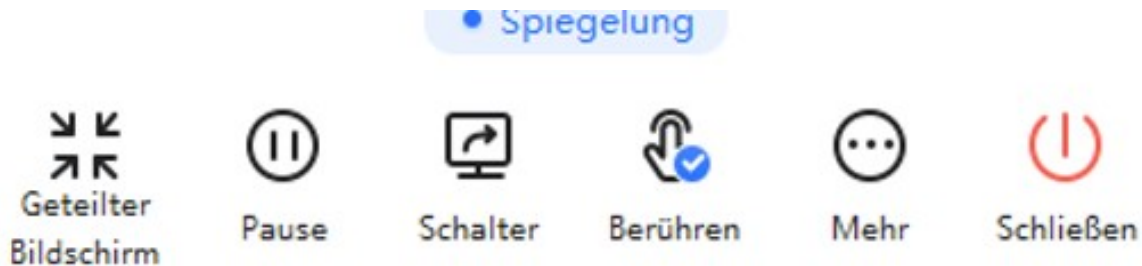 Spiegelung
Geteilter
Bildschirm
Pause
Schalter
Berühren
Mehr
Schließen